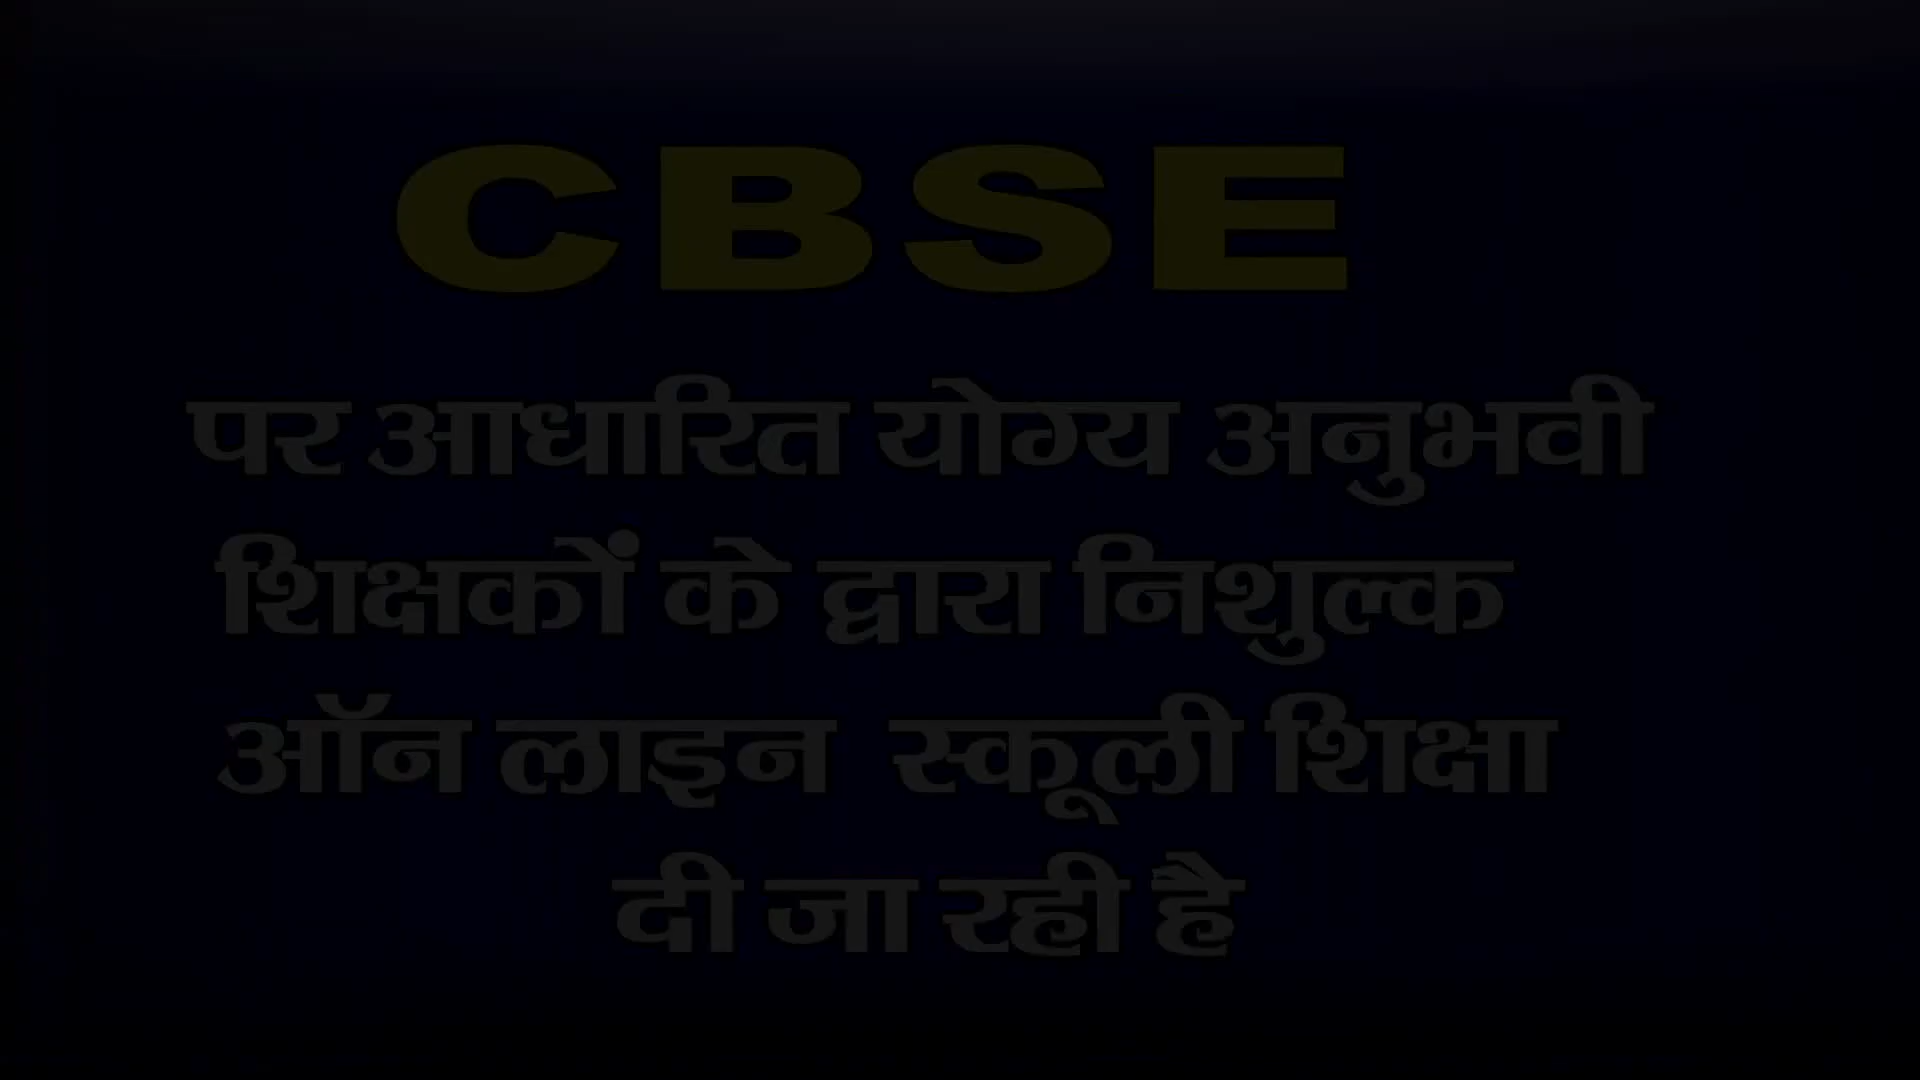 CBSE
पर आधारित योग्य अनुभवी
शिक्षकों के द्वारा निशुल्क
ऑन लाइन स्कूली शिक्षा
दी जा रही है